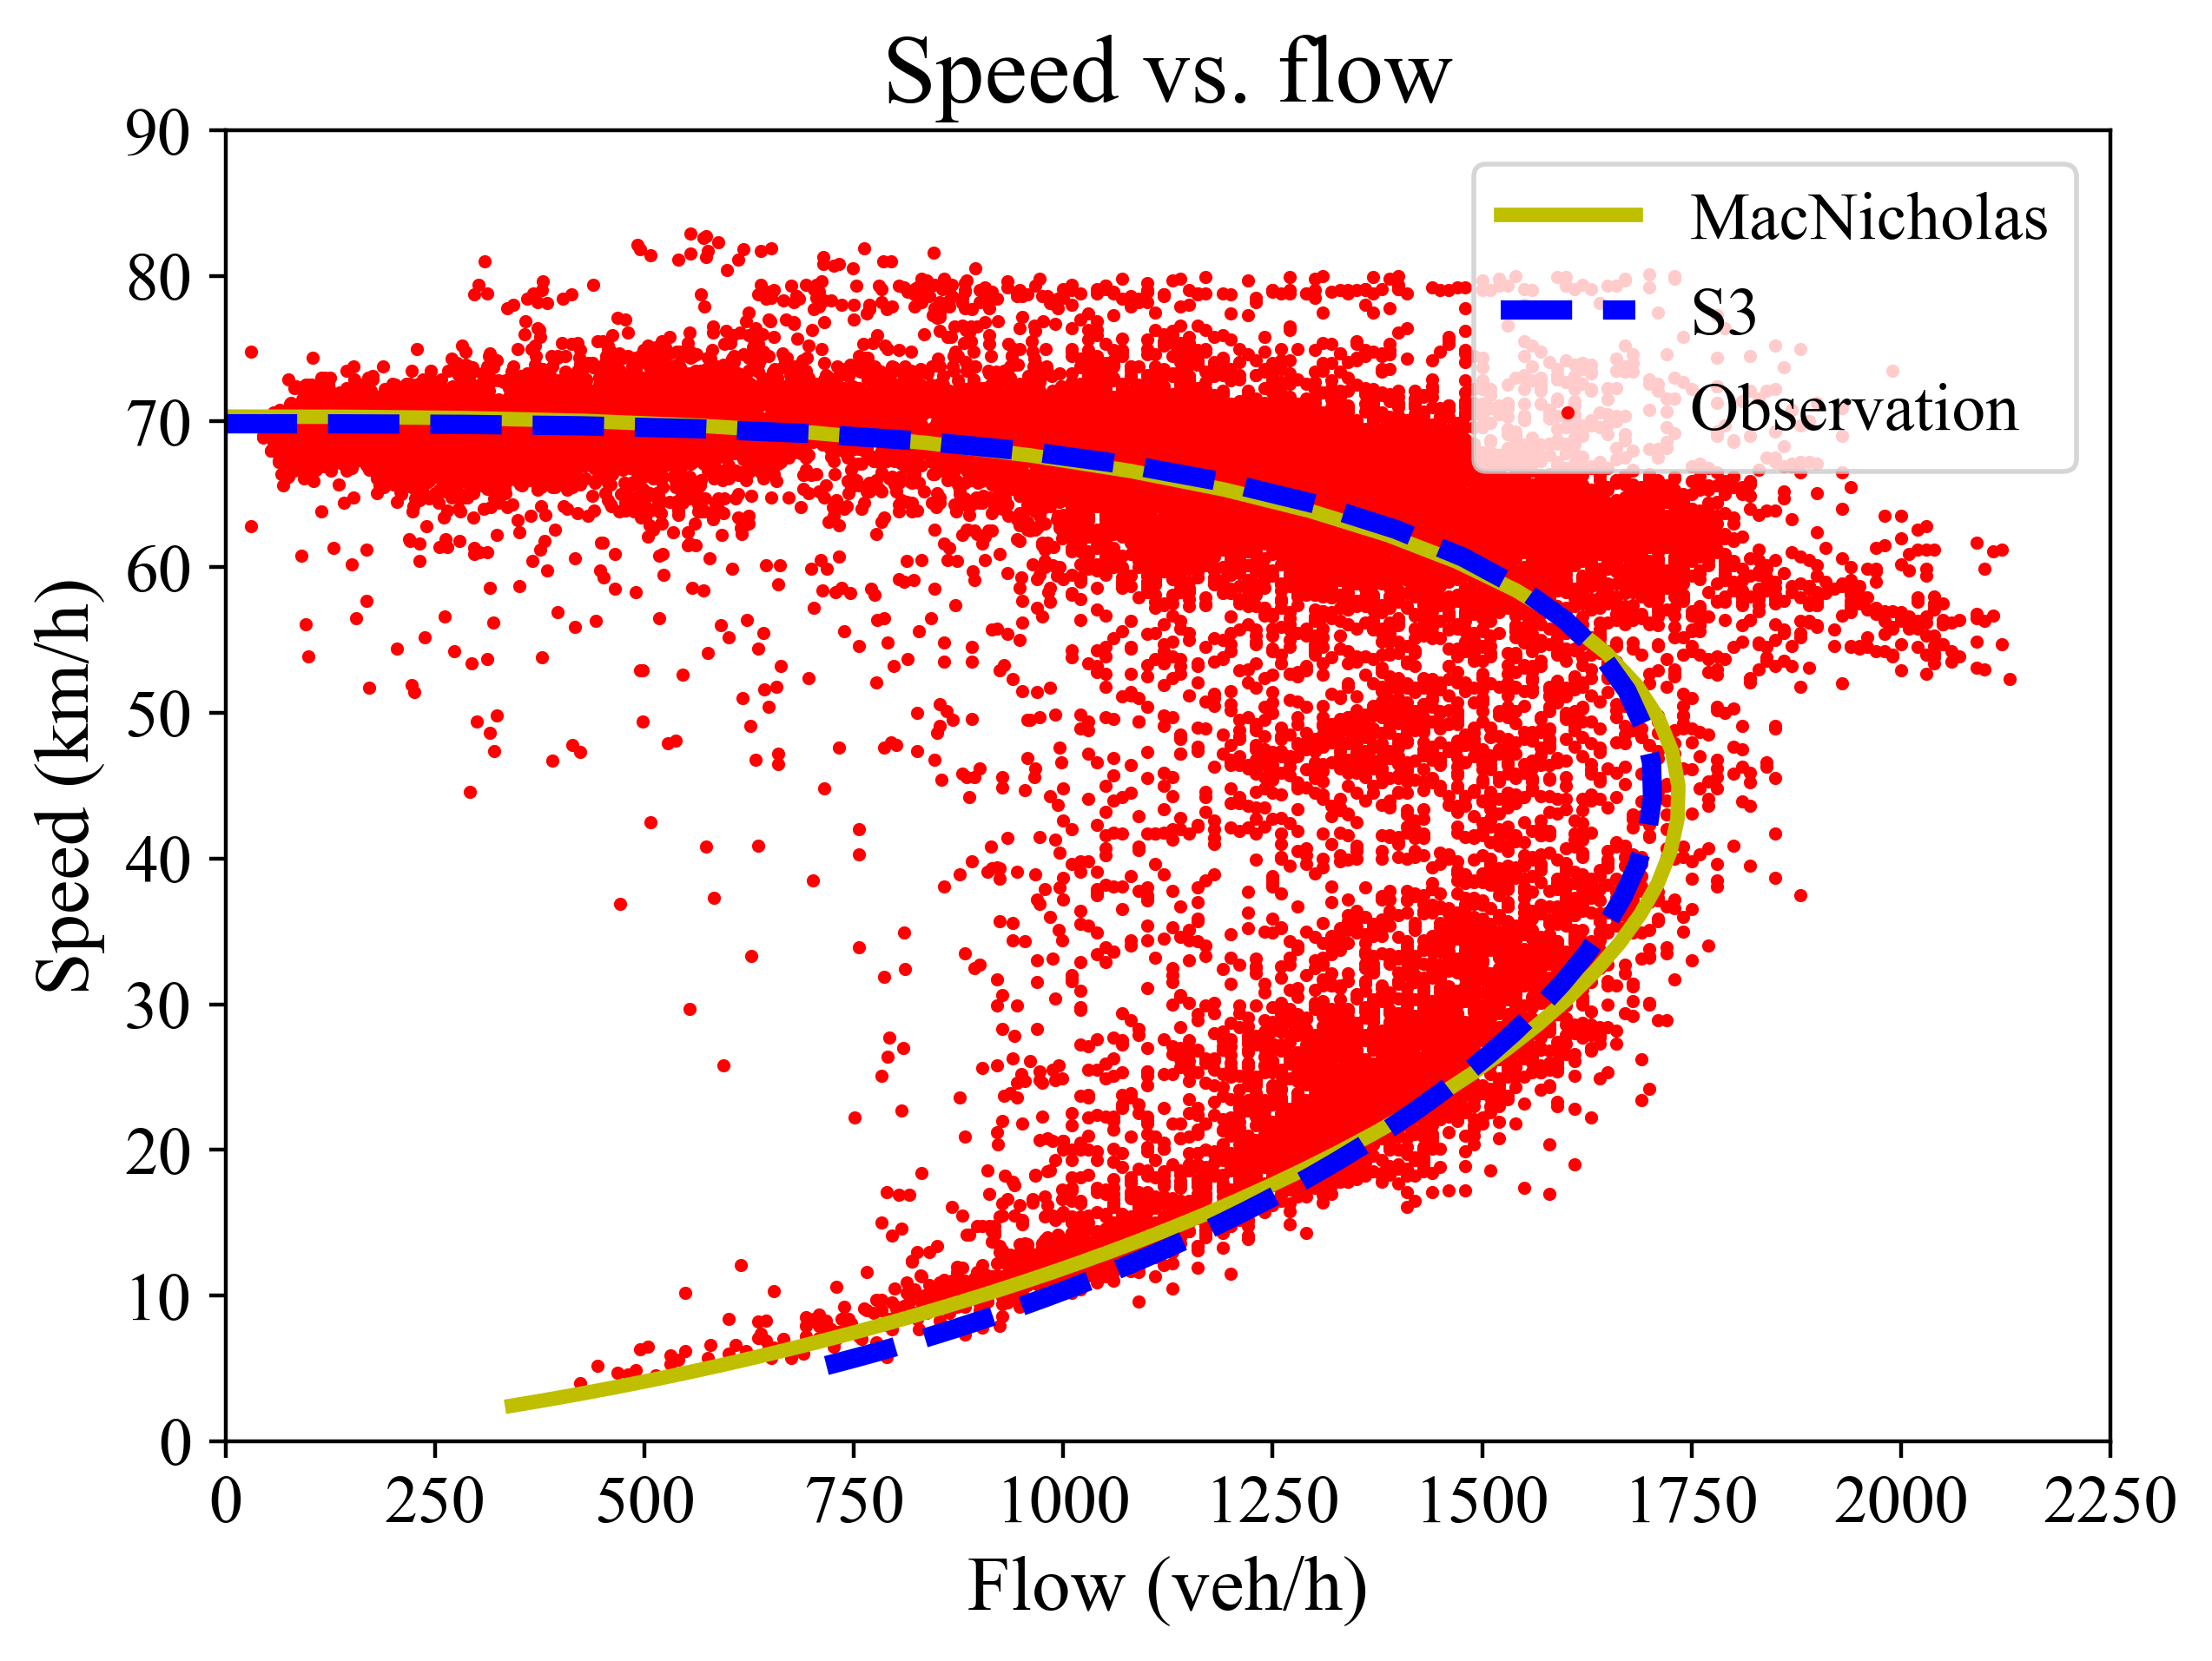 Speed vs. flow
MacNicholas
S3
Observation
Speed (km/h)
90
80
70
60
50
40
30
20
10
0
0 250 500 750 1000 1250 1500 1750 2000 2250
Flow (veh/h)